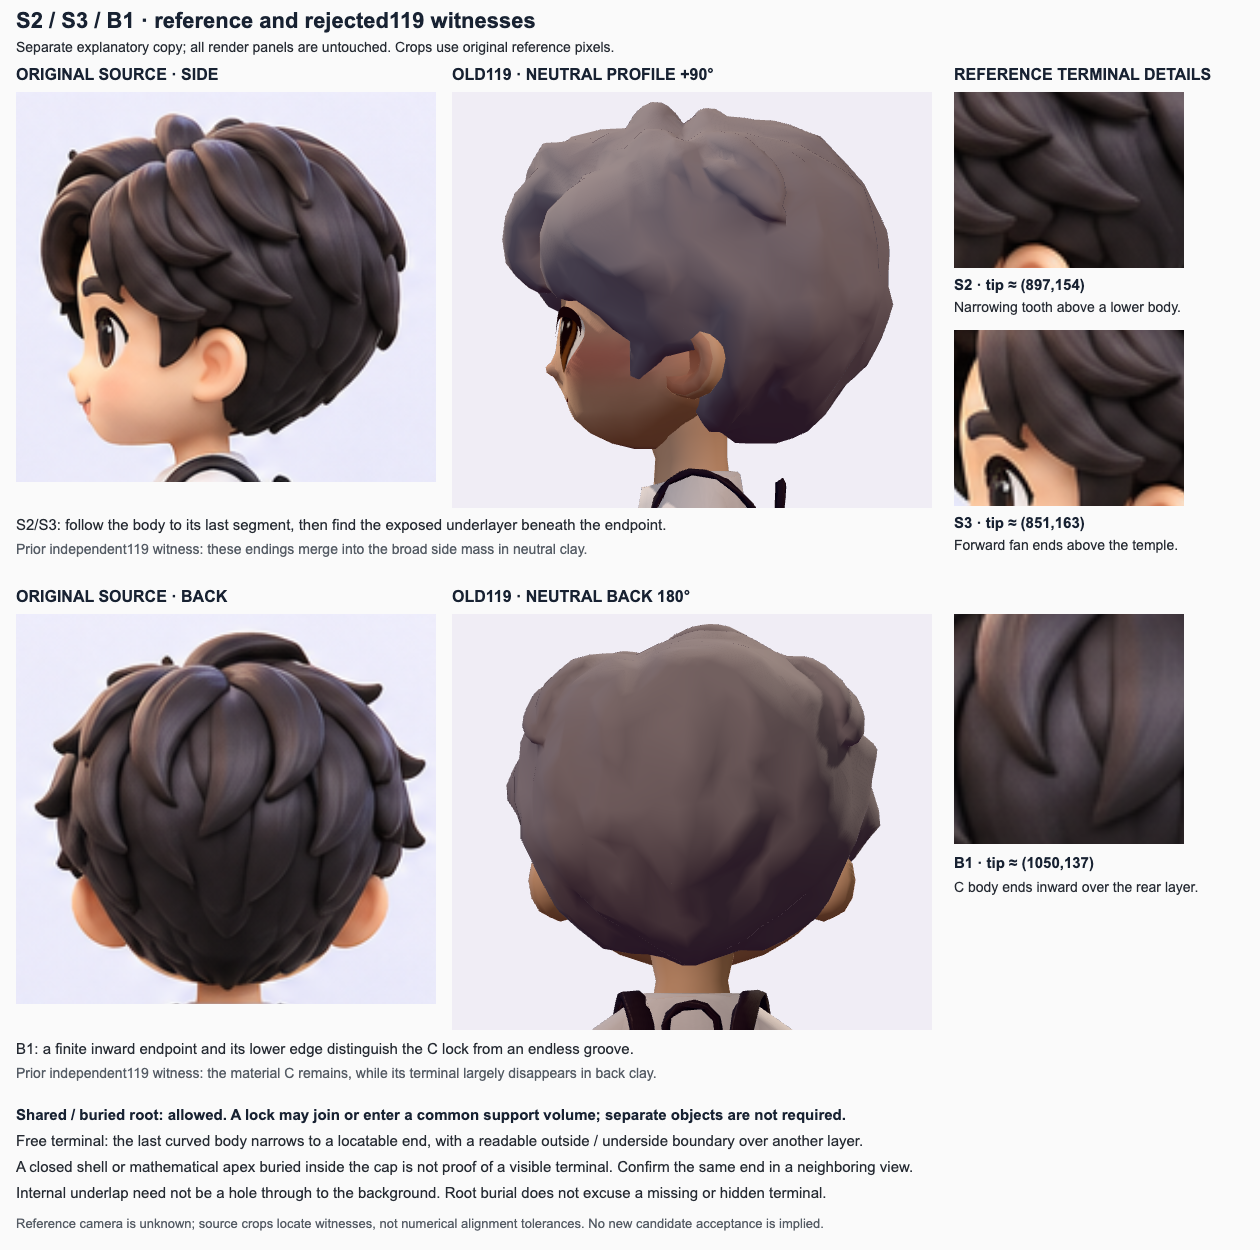 S2 / S3 / B1 · reference and rejected119 witnesses
Separate explanatory copy; all render panels are untouched. Crops use original reference pixels.
ORIGINAL SOURCE · SIDE
OLD119 · NEUTRAL PROFILE +90°
REFERENCE TERMINAL DETAILS
S2 · tip ≈ (897,154)
Narrowing tooth above a lower body.
S3 · tip ≈ (851,163)
Forward fan ends above the temple.
S2/S3: follow the body to its last segment, then find the exposed underlayer beneath the endpoint.
Prior independent119 witness: these endings merge into the broad side mass in neutral clay.
ORIGINAL SOURCE · BACK
OLD119 · NEUTRAL BACK 180°
B1 · tip ≈ (1050,137)
C body ends inward over the rear layer.
B1: a finite inward endpoint and its lower edge distinguish the C lock from an endless groove.
Prior independent119 witness: the material C remains, while its terminal largely disappears in back clay.
Shared / buried root: allowed. A lock may join or enter a common support volume; separate objects are not required.
Free terminal: the last curved body narrows to a locatable end, with a readable outside / underside boundary over another layer.
A closed shell or mathematical apex buried inside the cap is not proof of a visible terminal. Confirm the same end in a neighboring view.
Internal underlap need not be a hole through to the background. Root burial does not excuse a missing or hidden terminal.
Reference camera is unknown; source crops locate witnesses, not numerical alignment tolerances. No new candidate acceptance is implied.